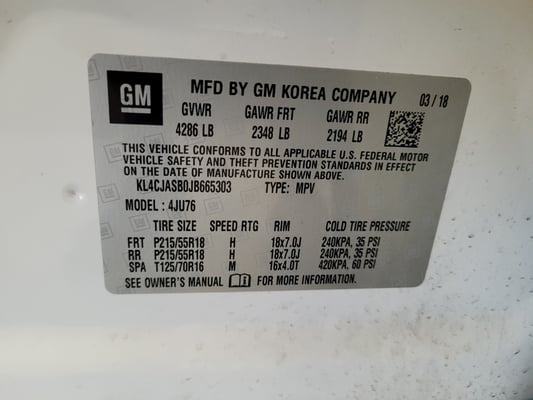 GM
MFD BY GM KOREA COMPANY 03 / 18
GVWR GAWR FRT GAWR RR
4286 LB 2348 LB 2194 LB
THIS VEHICLE CONFORMS TO ALL APPLICABLE U.S. FEDERAL MOTOR
VEHICLE SAFETY AND THEFT PREVENTION STANDARDS IN EFFECT
ON THE DATE OF MANUFACTURE SHOWN ABOVE.
KL4CJASB0JB665303 TYPE: MPV
MODEL : 4JU76
TIRE SIZE SPEED RTG RIM COLD TIRE PRESSURE
FRT P215/55R18 H 18x7.0J 240KPA, 35 PSI
RR P215/55R18 H 18x7.0J 240KPA, 35 PSI
SPA T125/70R16 M 16x4.0T 420KPA, 60 PSI
SEE OWNER'S MANUAL FOR MORE INFORMATION.